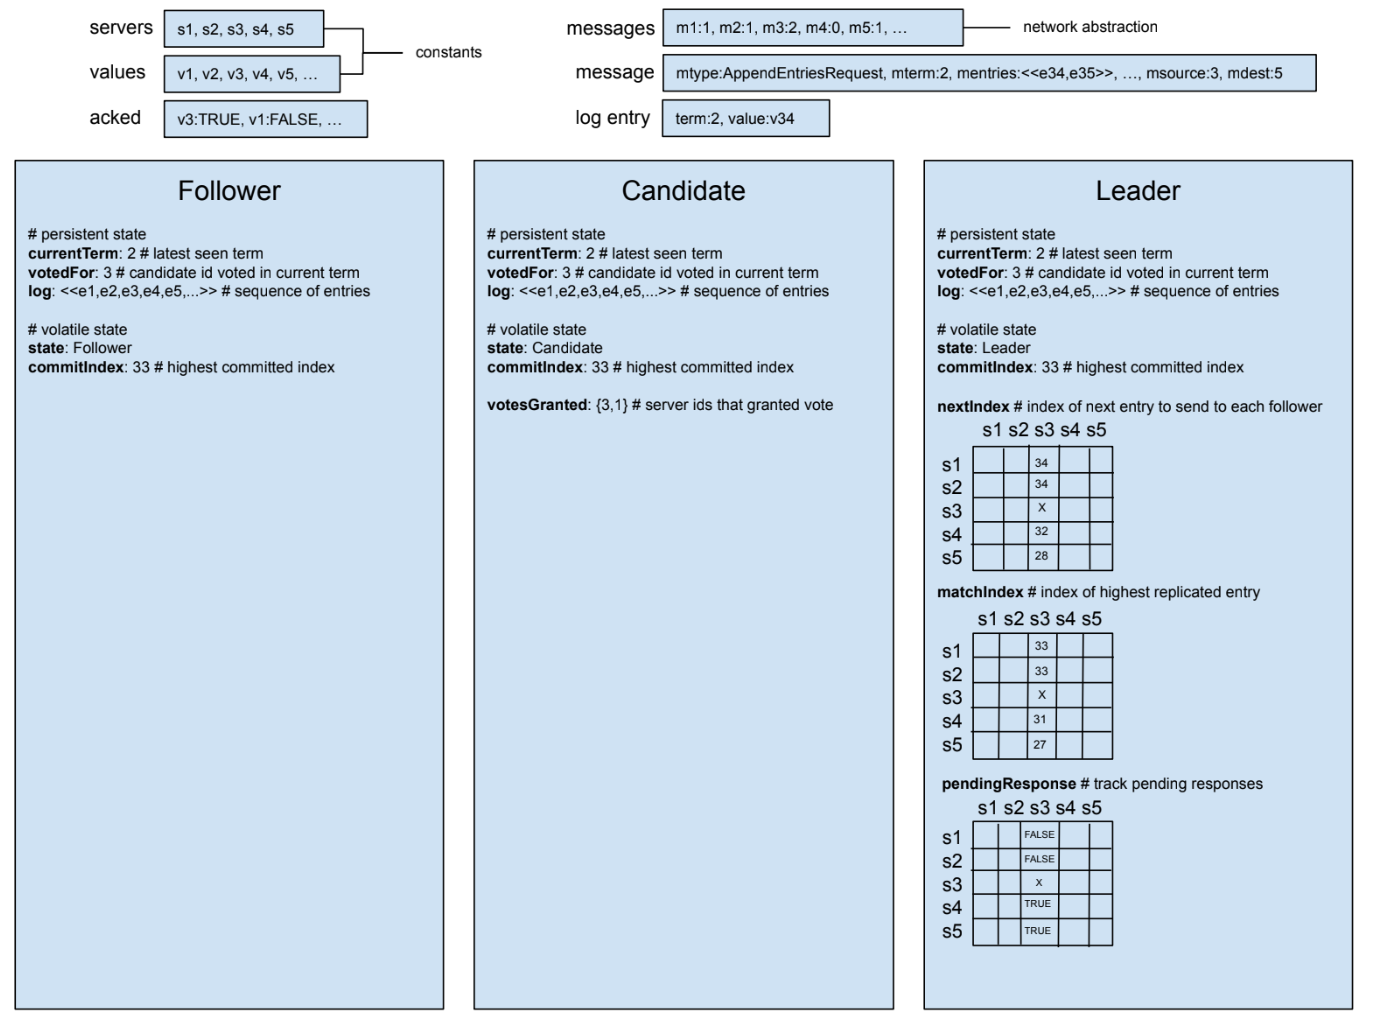 servers
s1, s2, s3, s4, s5
values
v1, v2, v3, v4, v5, …
constants
acked
v3:TRUE, v1:FALSE, …
messages
m1:1, m2:1, m3:2, m4:0, m5:1, …
network abstraction
message
mtype:AppendEntriesRequest, mterm:2, mentries:<<e34,e35>>, …, msource:3, mdest:5
log entry
term:2, value:v34
Follower
# persistent state
currentTerm: 2 # latest seen term
votedFor: 3 # candidate id voted in current term
log: <<e1,e2,e3,e4,e5,...>> # sequence of entries
# volatile state
state: Follower
commitIndex: 33 # highest committed index
Candidate
# persistent state
currentTerm: 2 # latest seen term
votedFor: 3 # candidate id voted in current term
log: <<e1,e2,e3,e4,e5,...>> # sequence of entries
# volatile state
state: Candidate
commitIndex: 33 # highest committed index
votesGranted: {3,1} # server ids that granted vote
Leader
# persistent state
currentTerm: 2 # latest seen term
votedFor: 3 # candidate id voted in current term
log: <<e1,e2,e3,e4,e5,...>> # sequence of entries
# volatile state
state: Leader
commitIndex: 33 # highest committed index
nextIndex # index of next entry to send to each follower
s1 s2 s3 s4 s5
s1 34
s2 34
s3 X
s4 32
s5 28
matchIndex # index of highest replicated entry
s1 s2 s3 s4 s5
s1 33
s2 33
s3 X
s4 31
s5 27
pendingResponse # track pending responses
s1 s2 s3 s4 s5
s1 FALSE
s2 FALSE
s3 X
s4 TRUE
s5 TRUE